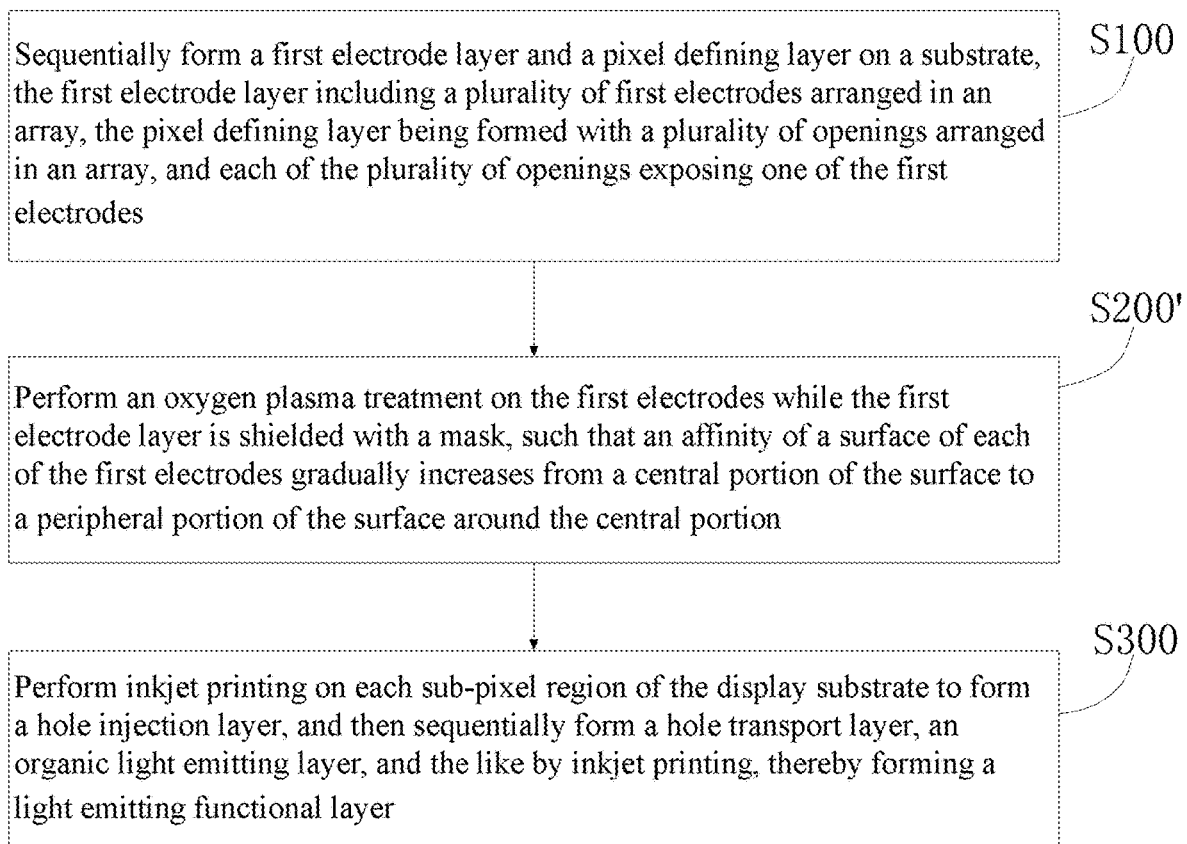 S100
Sequentially form a first electrode layer and a pixel defining layer on a substrate,
the first electrode layer including a plurality of first electrodes arranged in an
array, the pixel defining layer being formed with a plurality of openings arranged
in an array, and each of the plurality of openings exposing one of the first
electrodes
S200'
Perform an oxygen plasma treatment on the first electrodes while the first
electrode layer is shielded with a mask, such that an affinity of a surface of each
of the first electrodes gradually increases from a central portion of the surface to
a peripheral portion of the surface around the central portion
S300
Perform inkjet printing on each sub-pixel region of the display substrate to form
a hole injection layer, and then sequentially form a hole transport layer, an
organic light emitting layer, and the like by inkjet printing, thereby forming a
light emitting functional layer